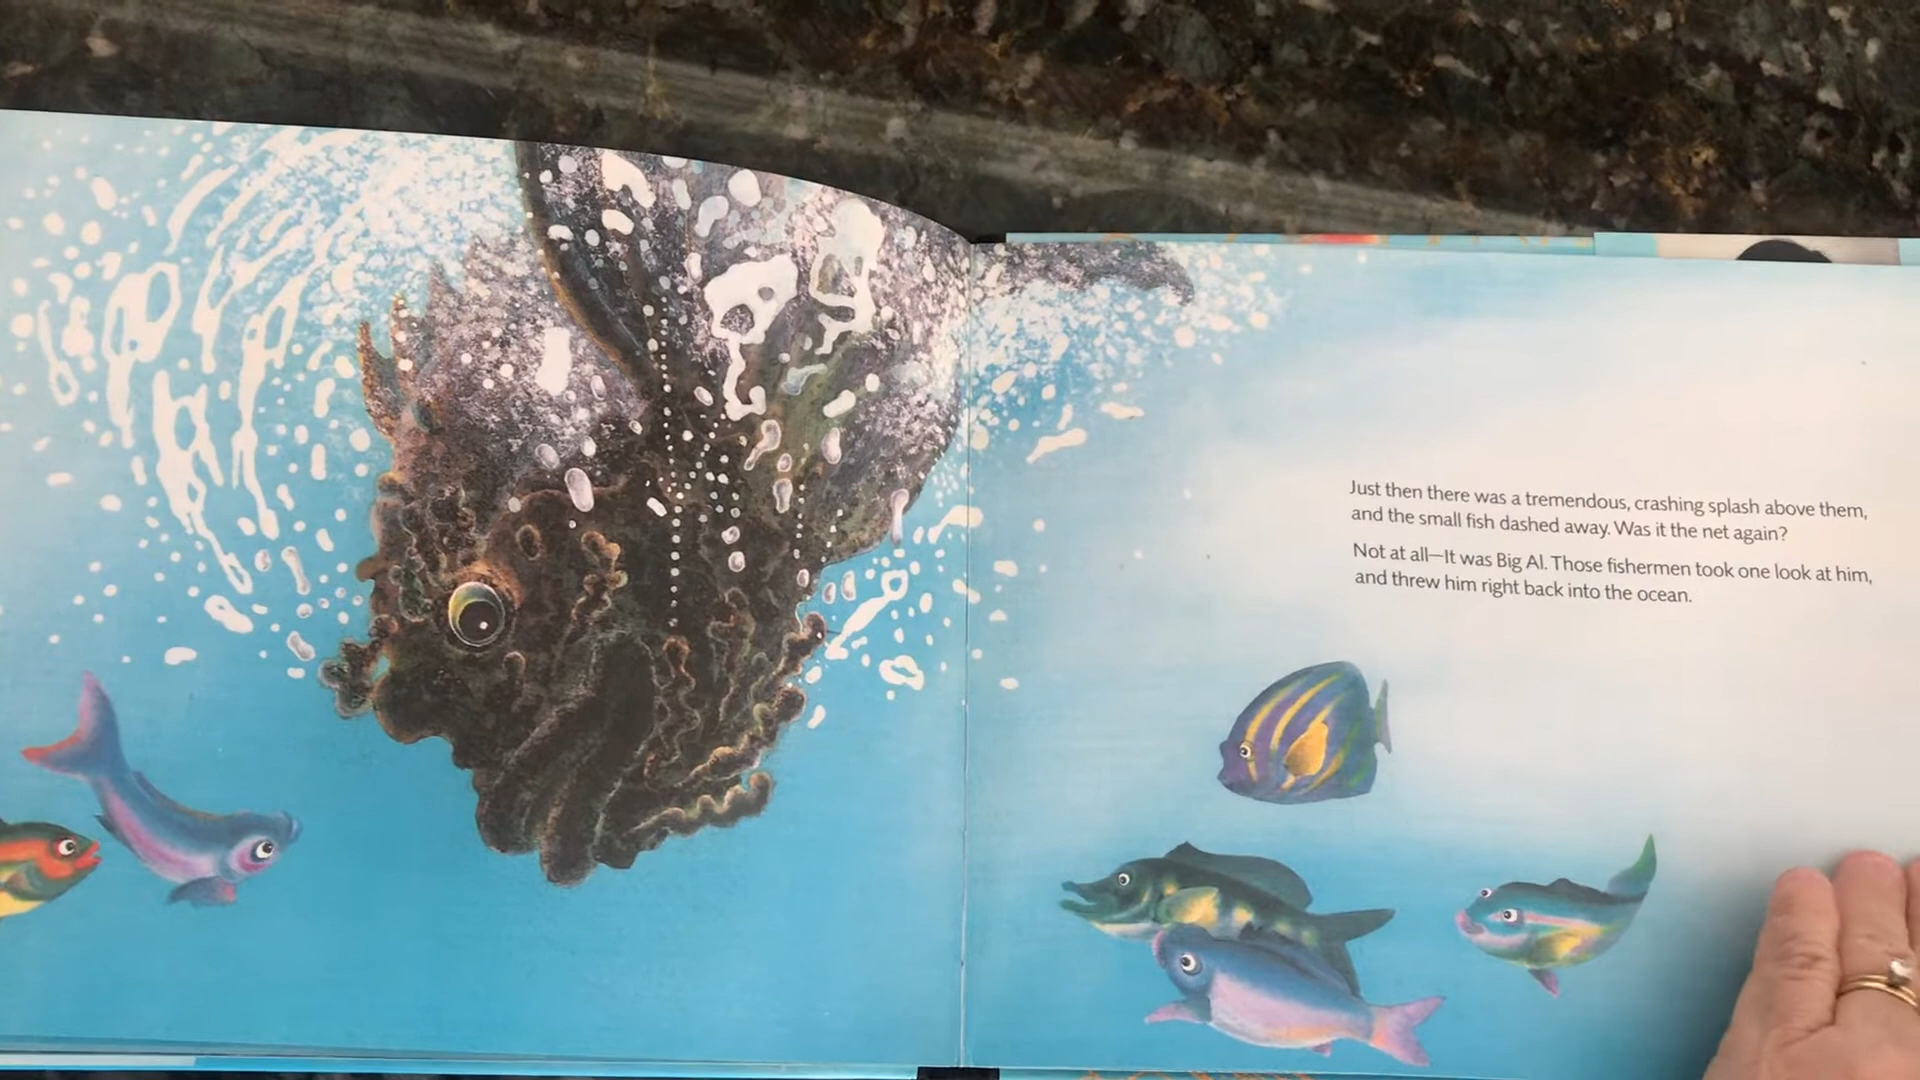 Just then there was a tremendous, crashing splash above them,
and the small fish dashed away. Was it the net again?
Not at all—It was Big Al. Those fishermen took one look at him,
and threw him right back into the ocean.